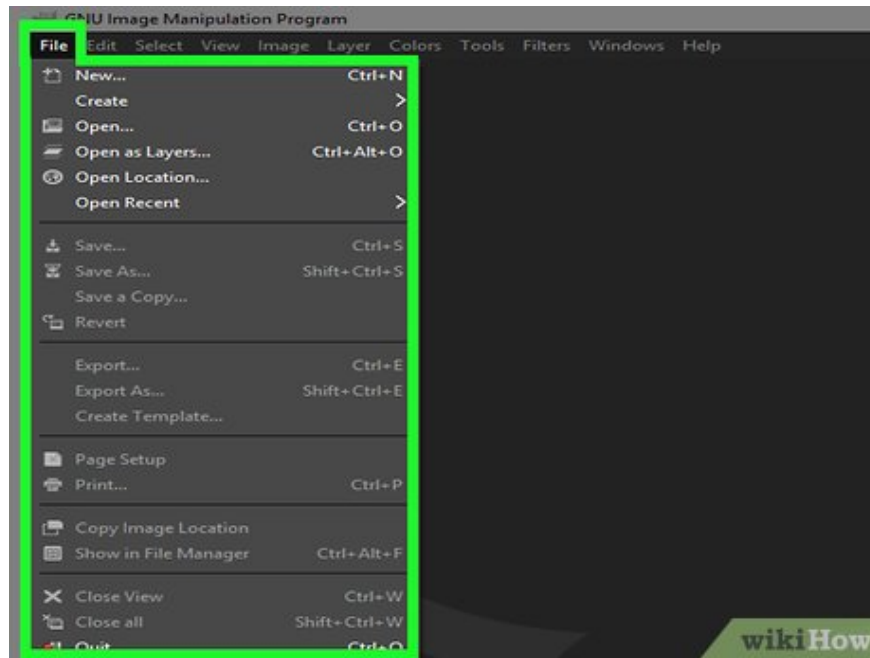 GNU Image Manipulation Program
File Edit Select View Image Layer Colors Tools Filters Windows Help
New... Ctrl+N
Create >
Open... Ctrl+O
Open as Layers... Ctrl+Alt+O
Open Location...
Open Recent >
Save... Ctrl+S
Save As... Shift+Ctrl+S
Save a Copy...
Revert
Export... Ctrl+E
Export As... Shift+Ctrl+E
Create Template...
Page Setup
Print... Ctrl+P
Copy Image Location
Show in File Manager Ctrl+Alt+F
Close View Ctrl+W
Close all Shift+Ctrl+W
Quit Ctrl+Q
wikiHow